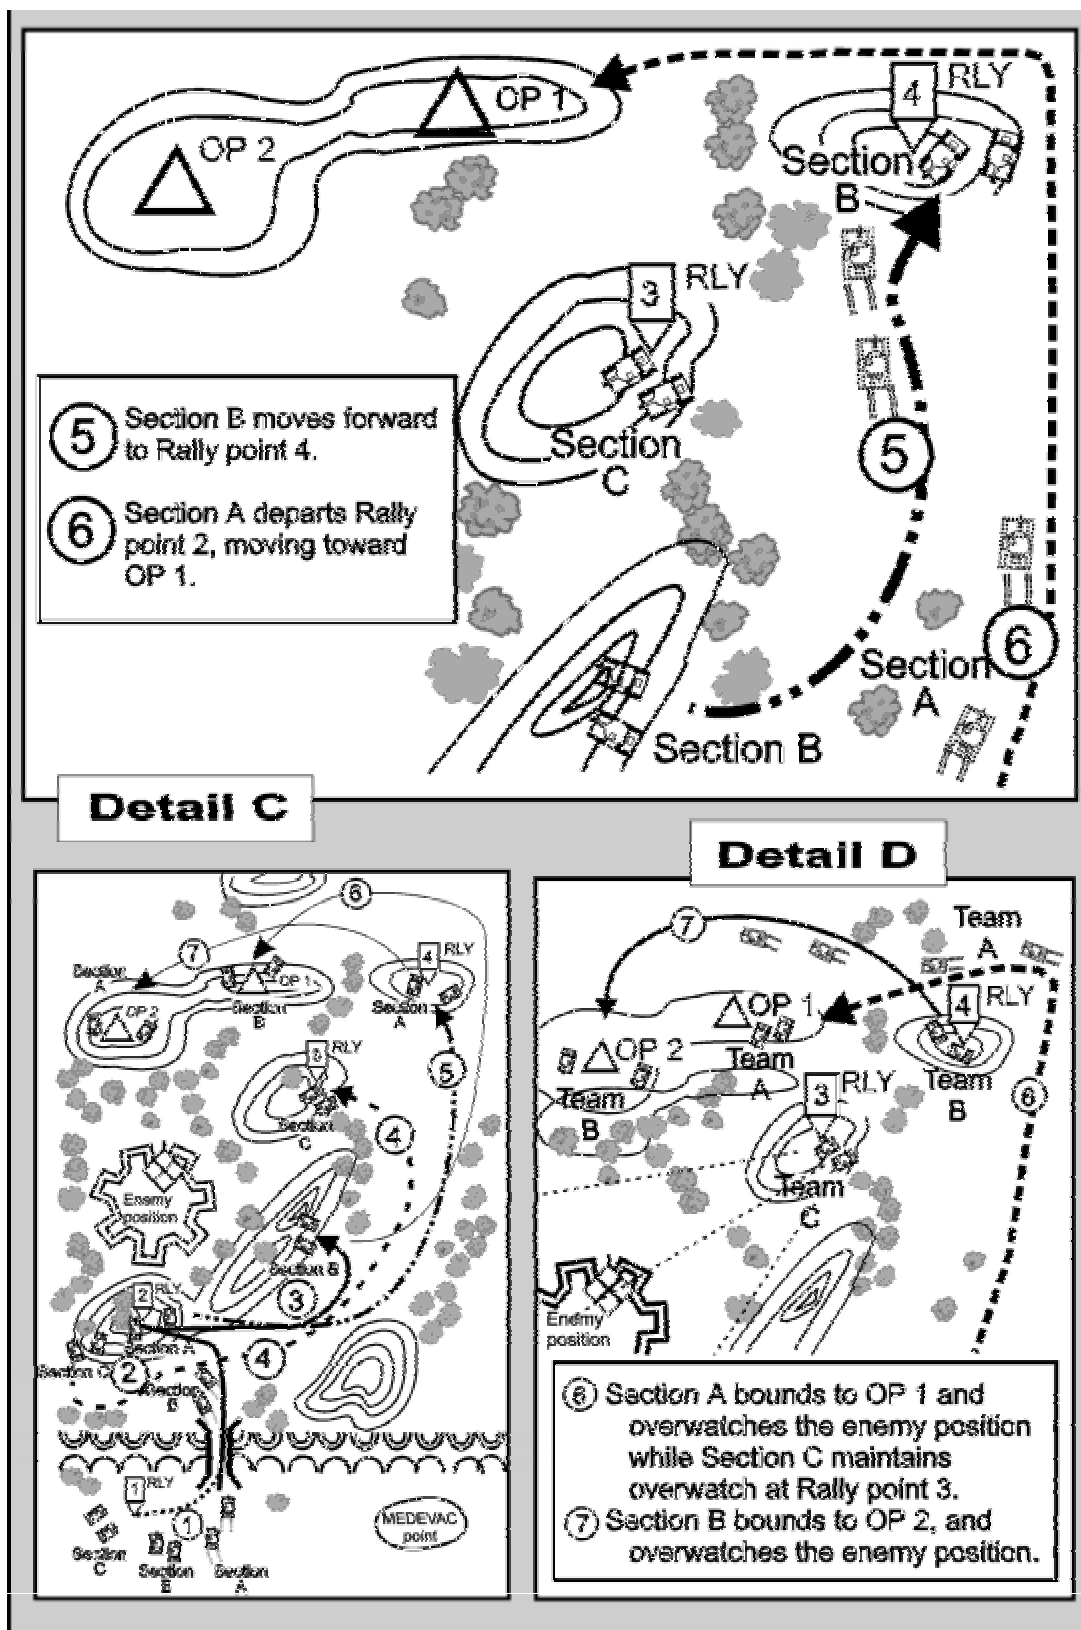 4 RLY
OP 1
OP 2
Section
B
3 RLY
5 Section B moves forward
to Rally point 4.
Section
C
5
6 Section A departs Rally
point 2, moving toward
OP 1.
6
Section
A
Section B
Detail C
Detail D
6
7
4 RLY
Section
A
OP 1
Section
B
Section
A
OP 2
3 RLY
5
Section
C
4
Enemy
position
Section B
3
2 RLY
Section A
Section C
2
4
Section
B
1 RLY
1
MEDEVAC
point
Section
C
Section
B
Section
A
7
Team
A
4 RLY
OP 1
OP 2
Team
A
Team
B
3 RLY
Team
B
6
Team
C
Enemy
position
6 Section A bounds to OP 1 and
overwatches the enemy position
while Section C maintains
overwatch at Rally point 3.
7 Section B bounds to OP 2, and
overwatches the enemy position.